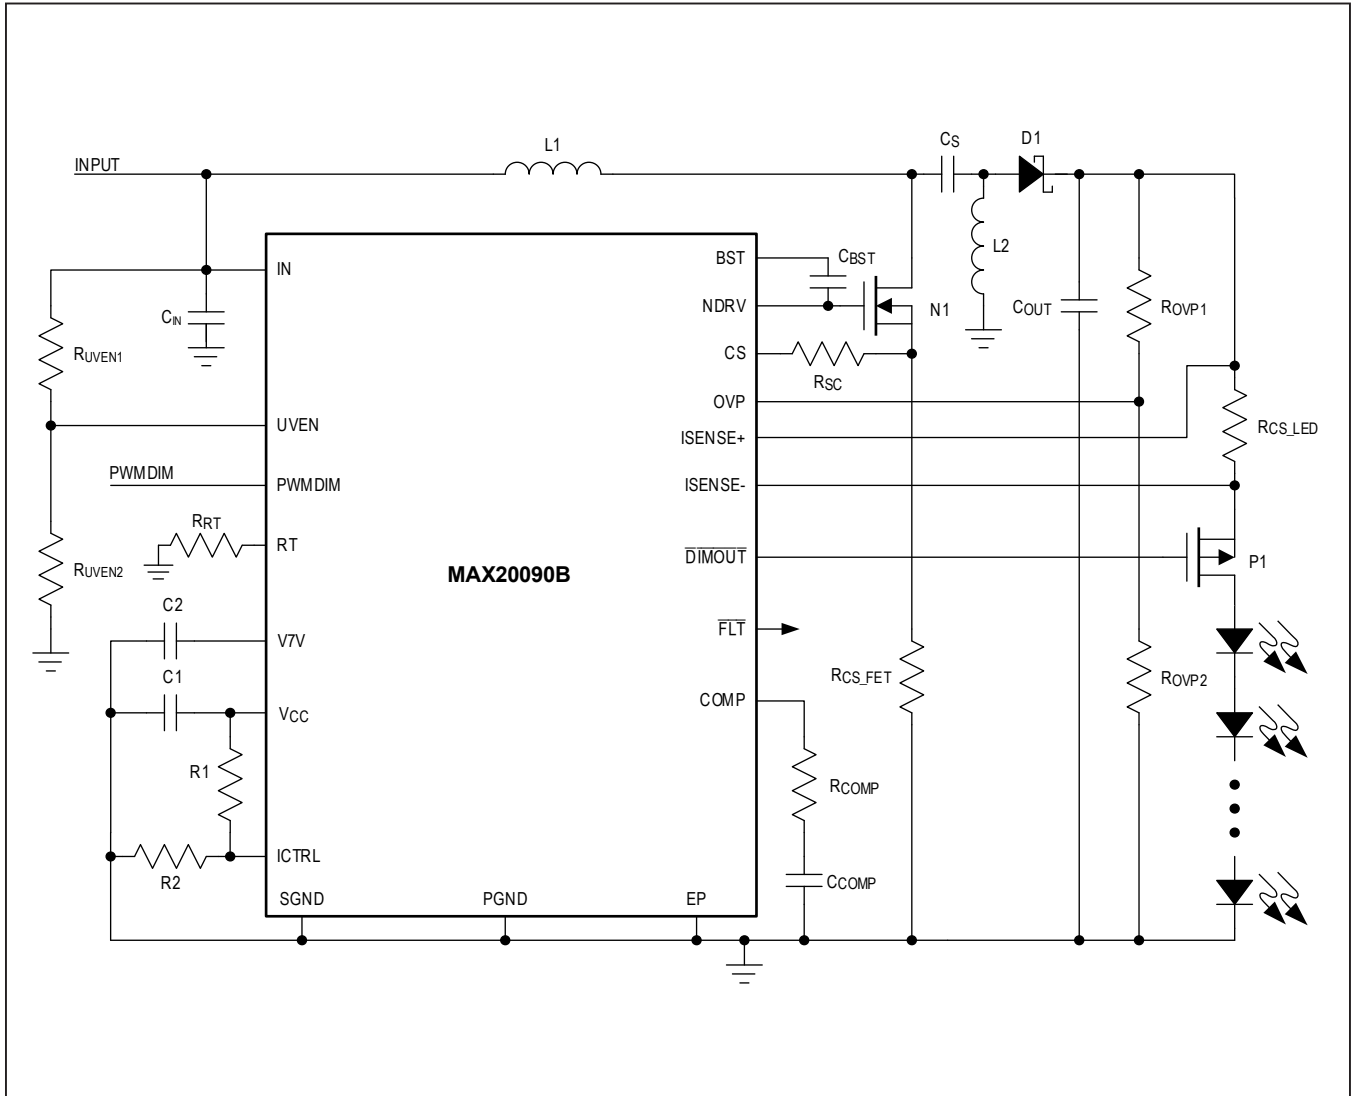 L1
CS
D1
INPUT
BST
CBST
L2
IN
NDRV
N1
COUT
ROVP1
CIN
RUVEN1
CS
RSC
OVP
UVEN
ISENSE+
RCS_LED
PWMDIM
PWMDIM
ISENSE-
RRT
RT
DIMOUT
P1
RUVEN2
MAX20090B
C2
FLT
V7V
C1
RCS_FET
ROVP2
COMP
VCC
R1
RCOMP
ICTRL
R2
CCOMP
SGND
PGND
EP